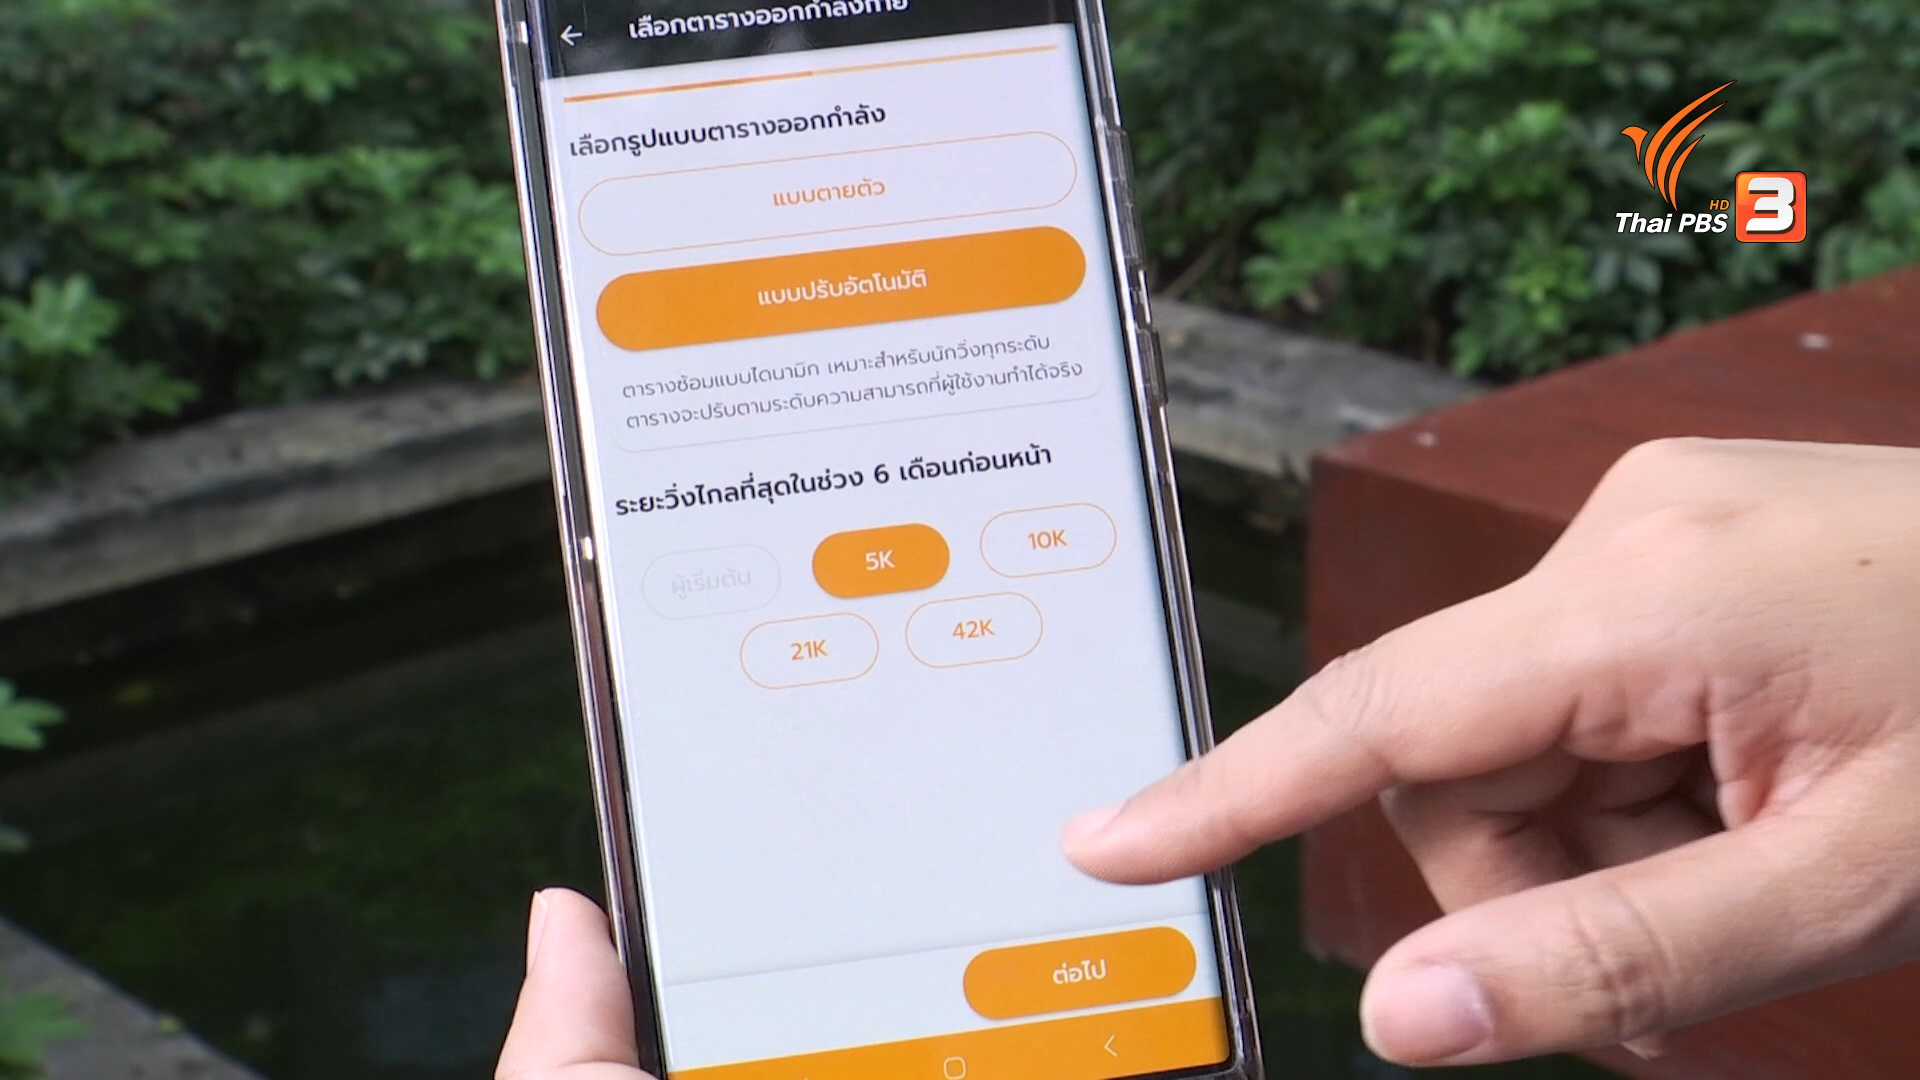 เลือกตารางออกกำลังกาย
เลือกรูปแบบตารางออกกำลัง
แบบตายตัว
แบบปรับอัตโนมัติ
ตารางซ้อมแบบไดนามิก เหมาะสำหรับนักวิ่งทุกระดับ
ตารางจะปรับตามระดับความสามารถที่ผู้ใช้งานทำได้จริง
ระยะวิ่งไกลที่สุดในช่วง 6 เดือนก่อนหน้า
ผู้เริ่มต้น
5K
10K
21K
42K
ต่อไป
HD
Thai PBS 3